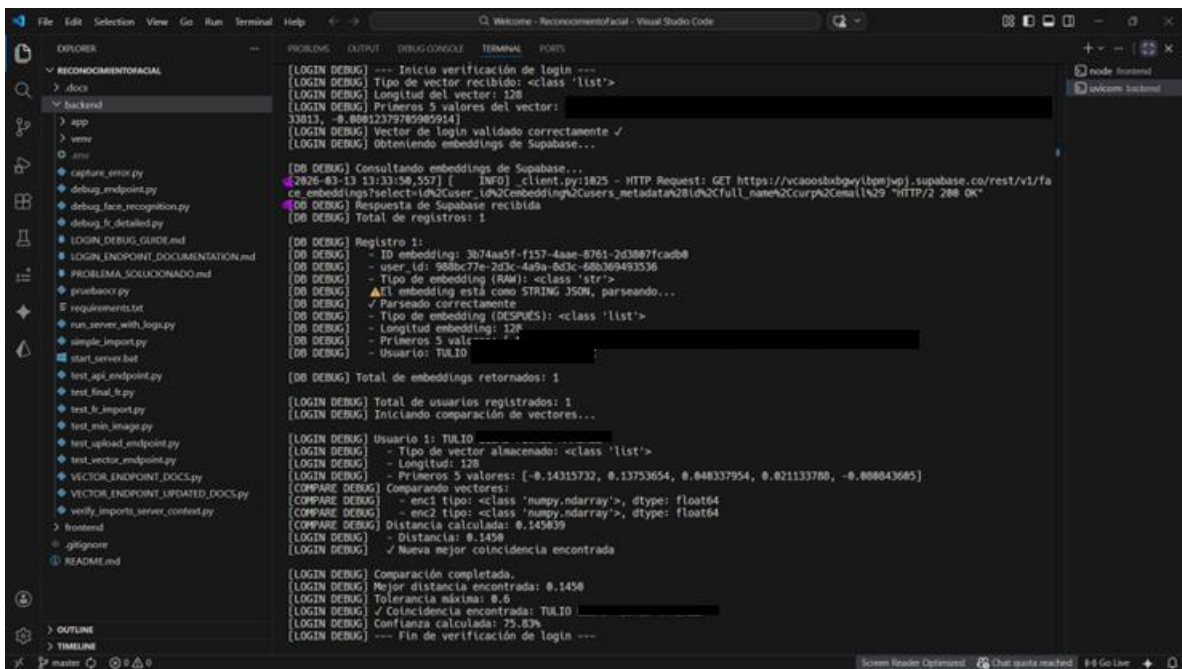 File Edit Selection View Go Run Terminal Help
Welcome - ReconocimientoFacial - Visual Studio Code
EXPLORER
RECONOCIMIENTOFACIAL
.docs
backend
app
venv
.env
capture_error.py
debug_endpoint.py
debug_face_recognition.py
debug_fr_detailed.py
LOGIN_DEBUG_GUIDE.md
LOGIN_ENDPOINT_DOCUMENTATION.md
PROBLEMA_SOLUCIONADO.md
pruebaocr.py
requirements.txt
run_server_with_logs.py
simple_import.py
start_server.bat
test_api_endpoint.py
test_final_fr.py
test_fr_import.py
test_min_image.py
test_upload_endpoint.py
test_vector_endpoint.py
VECTOR_ENDPOINT_DOCS.py
VECTOR_ENDPOINT_UPDATED_DOCS.py
verify_imports_server_context.py
frontend
.gitignore
README.md
OUTLINE
TIMELINE
PROBLEMS OUTPUT DEBUG CONSOLE TERMINAL PORTS
[LOGIN DEBUG] --- Inicio verificación de login ---
[LOGIN DEBUG] Tipo de vector recibido: <class 'list'>
[LOGIN DEBUG] Longitud del vector: 128
[LOGIN DEBUG] Primeros 5 valores del vector:
33813, -0.08012379705905914]
[LOGIN DEBUG] Vector de login validado correctamente ✓
[LOGIN DEBUG] Obteniendo embeddings de Supabase...
[DB DEBUG] Consultando embeddings de Supabase...
[2026-03-13 13:33:50,557] [ INFO] _client.py:1025 - HTTP Request: GET https://vcaoosbxbgwyibpmjwpj.supabase.co/rest/v1/fa
ce_embeddings?select=id%2Cuser_id%2Cembedding%2Cusers_metadata%28id%2Cfull_name%2Ccurp%2Cemail%29 "HTTP/2 200 OK"
[DB DEBUG] Respuesta de Supabase recibida
[DB DEBUG] Total de registros: 1
[DB DEBUG] Registro 1:
[DB DEBUG] - ID embedding: 3b74aa5f-f157-4aae-8761-2d3807fcadb0
[DB DEBUG] - user_id: 988bc77e-2d3c-4a9a-8d3c-68b369493536
[DB DEBUG] - Tipo de embedding (RAW): <class 'str'>
[DB DEBUG] ⚠El embedding está como STRING JSON, parseando...
[DB DEBUG] ✓ Parseado correctamente
[DB DEBUG] - Tipo de embedding (DESPUÉS): <class 'list'>
[DB DEBUG] - Longitud embedding: 128
[DB DEBUG] - Primeros 5
[DB DEBUG] - Usuario: TULIO
[DB DEBUG] Total de embeddings retornados: 1
[LOGIN DEBUG] Total de usuarios registrados: 1
[LOGIN DEBUG] Iniciando comparación de vectores...
[LOGIN DEBUG] Usuario 1: TULIO
[LOGIN DEBUG] - Tipo de vector almacenado: <class 'list'>
[LOGIN DEBUG] - Longitud: 128
[LOGIN DEBUG] - Primeros 5 valores: [-0.14315732, 0.13753654, 0.040337954, 0.021133788, -0.080843605]
[COMPARE DEBUG] Comparando vectores:
[COMPARE DEBUG] - enc1 tipo: <class 'numpy.ndarray'>, dtype: float64
[COMPARE DEBUG] - enc2 tipo: <class 'numpy.ndarray'>, dtype: float64
[COMPARE DEBUG] Distancia calculada: 0.145039
[LOGIN DEBUG] - Distancia: 0.1450
[LOGIN DEBUG] ✓ Nueva mejor coincidencia encontrada
[LOGIN DEBUG] Comparación completada.
[LOGIN DEBUG] Mejor distancia encontrada: 0.1450
[LOGIN DEBUG] Tolerancia máxima: 0.6
[LOGIN DEBUG] ✓ Coincidencia encontrada: TULIO
[LOGIN DEBUG] Confianza calculada: 75.83%
[LOGIN DEBUG] --- Fin de verificación de login ---
node frontend
uvicorn backend
master 0 0
Screen Reader Optimized Chat quota reached Go Live